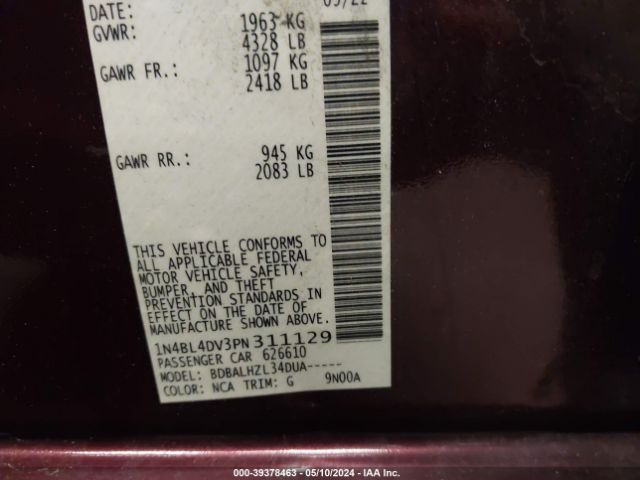 DATE: 09/22
GVWR: 1963 KG
4328 LB
GAWR FR.: 1097 KG
2418 LB
GAWR RR.: 945 KG
2083 LB
THIS VEHICLE CONFORMS TO
ALL APPLICABLE FEDERAL
MOTOR VEHICLE SAFETY,
BUMPER, AND THEFT
PREVENTION STANDARDS IN
EFFECT ON THE DATE OF
MANUFACTURE SHOWN ABOVE.
1N4BL4DV3PN311129
PASSENGER CAR 626610
MODEL: BDBALHZL34DUA-----
COLOR: NCA TRIM: G 9N00A
000-39378463 - 05/10/2024 - IAA Inc.